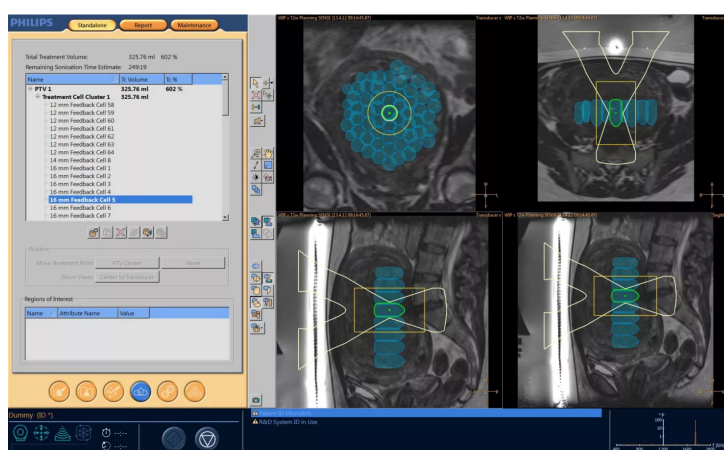 PHILIPS
Standalone
Report
Maintenance
Total Treatment Volume: 325.76 ml 602 %
Remaining Sonication Time Estimate: 249:19
Name Tc Volume Tc %
PTV 1 325.76 ml 602 %
Treatment Cell Cluster 1 325.76 ml
12 mm Feedback Cell 58
12 mm Feedback Cell 59
12 mm Feedback Cell 60
12 mm Feedback Cell 61
12 mm Feedback Cell 62
12 mm Feedback Cell 63
12 mm Feedback Cell 64
14 mm Feedback Cell 8
16 mm Feedback Cell 1
16 mm Feedback Cell 2
16 mm Feedback Cell 3
16 mm Feedback Cell 4
16 mm Feedback Cell 5
16 mm Feedback Cell 6
16 mm Feedback Cell 7
Position
Move Treatment Point PTV Center Reset
Move Views Center to Transducer
Regions of Interest
Name Attribute Name Value
Dummy (ID *)
Patient ID Mismatch
R&D System ID in Use